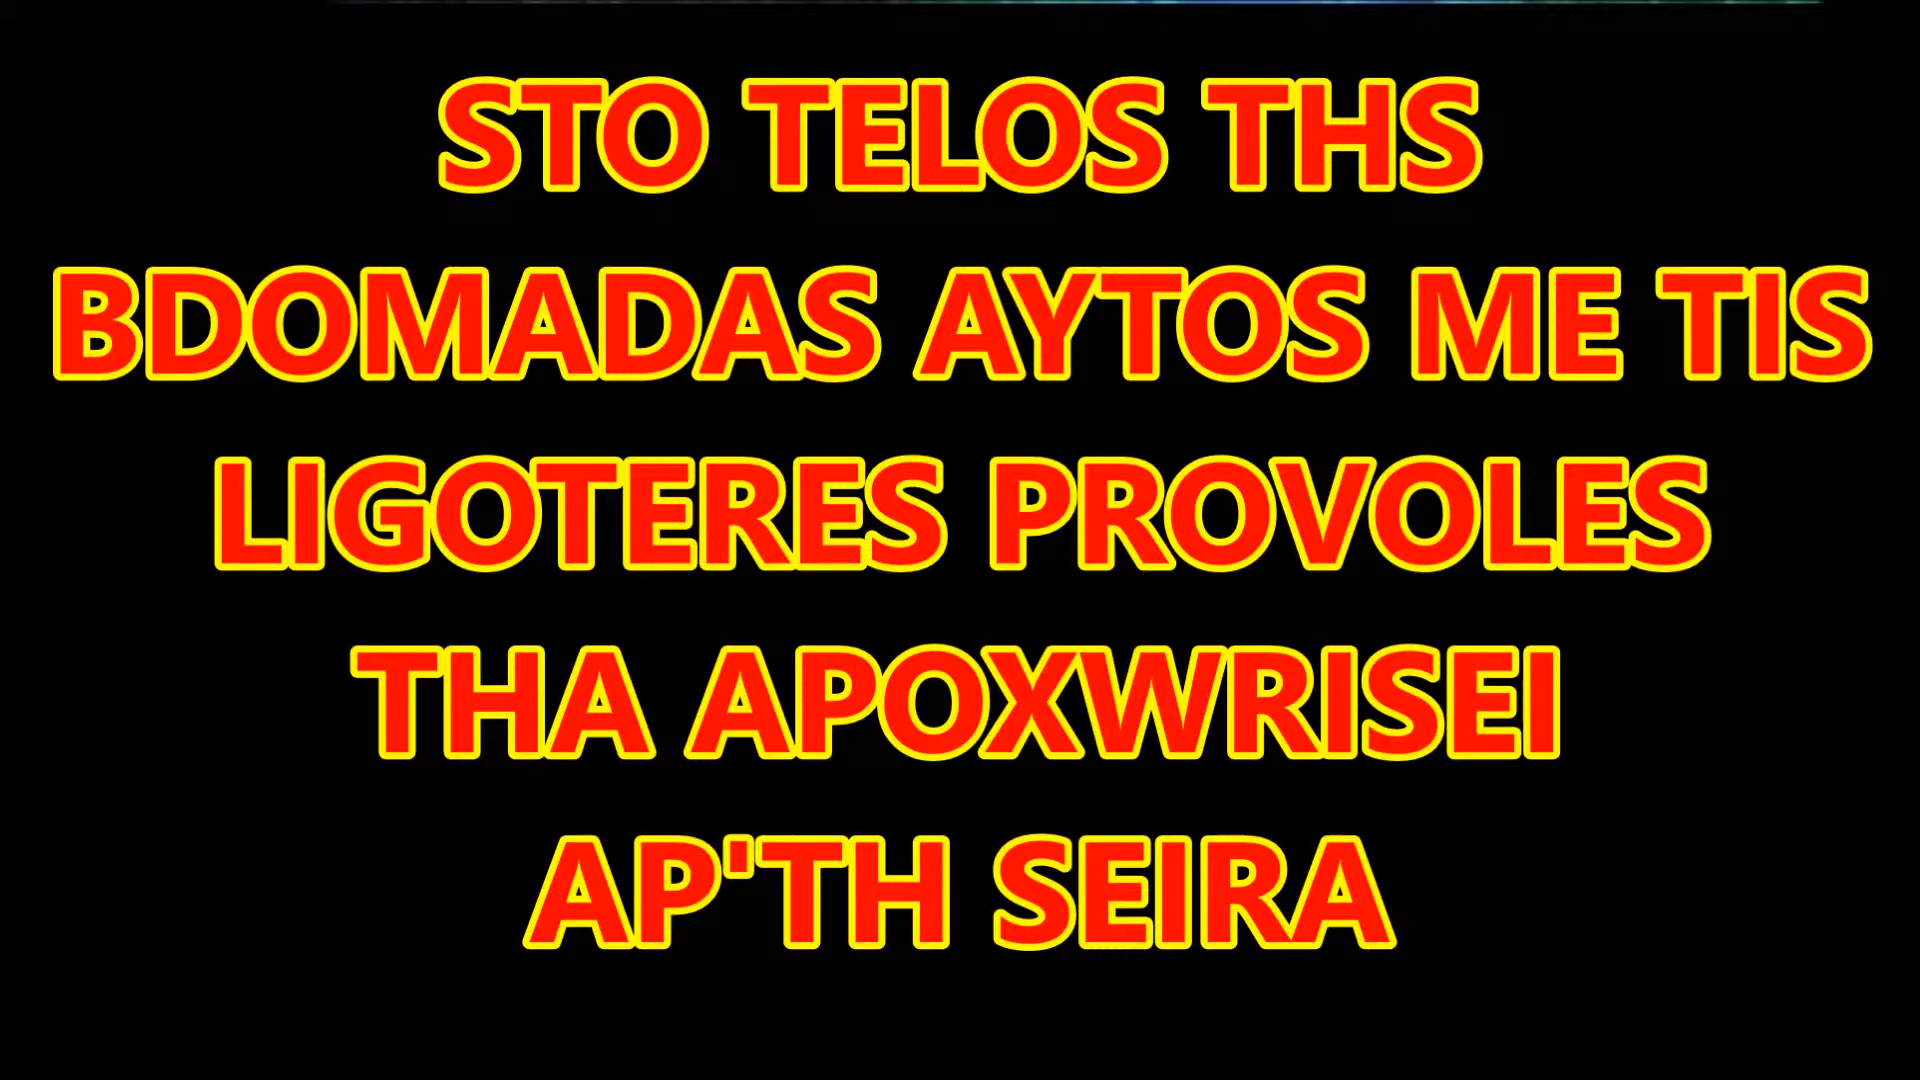 STO TELOS THS
BDOMADAS AYTOS ME TIS
LIGOTERES PROVOLES
THA APOXWRISEI
AP'TH SEIRA